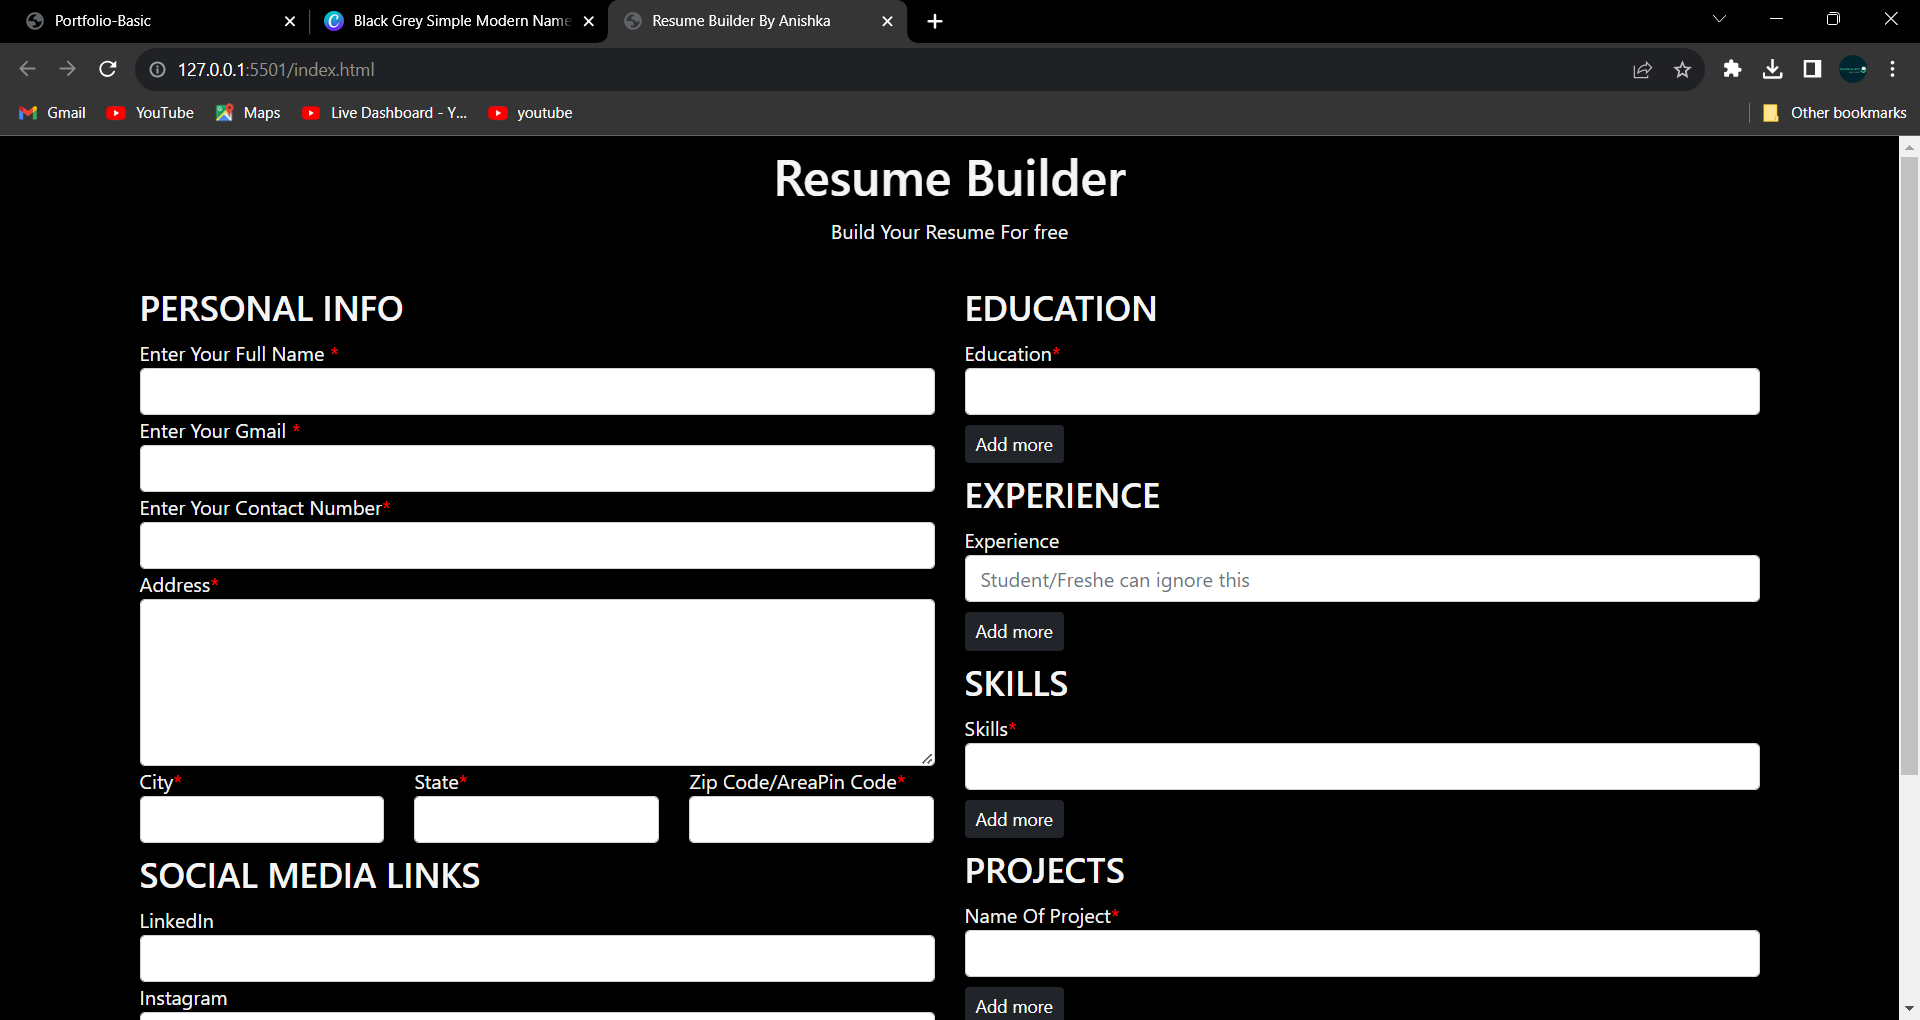 Portfolio-Basic
Black Grey Simple Modern Name
Resume Builder By Anishka
127.0.0.1:5501/index.html
Gmail
YouTube
Maps
Live Dashboard - Y...
youtube
Other bookmarks
Resume Builder
Build Your Resume For free
PERSONAL INFO
Enter Your Full Name *
Enter Your Gmail *
Enter Your Contact Number*
Address*
City*
State*
Zip Code/AreaPin Code*
SOCIAL MEDIA LINKS
LinkedIn
Instagram
EDUCATION
Education*
Add more
EXPERIENCE
Experience
Student/Freshe can ignore this
Add more
SKILLS
Skills*
Add more
PROJECTS
Name Of Project*
Add more